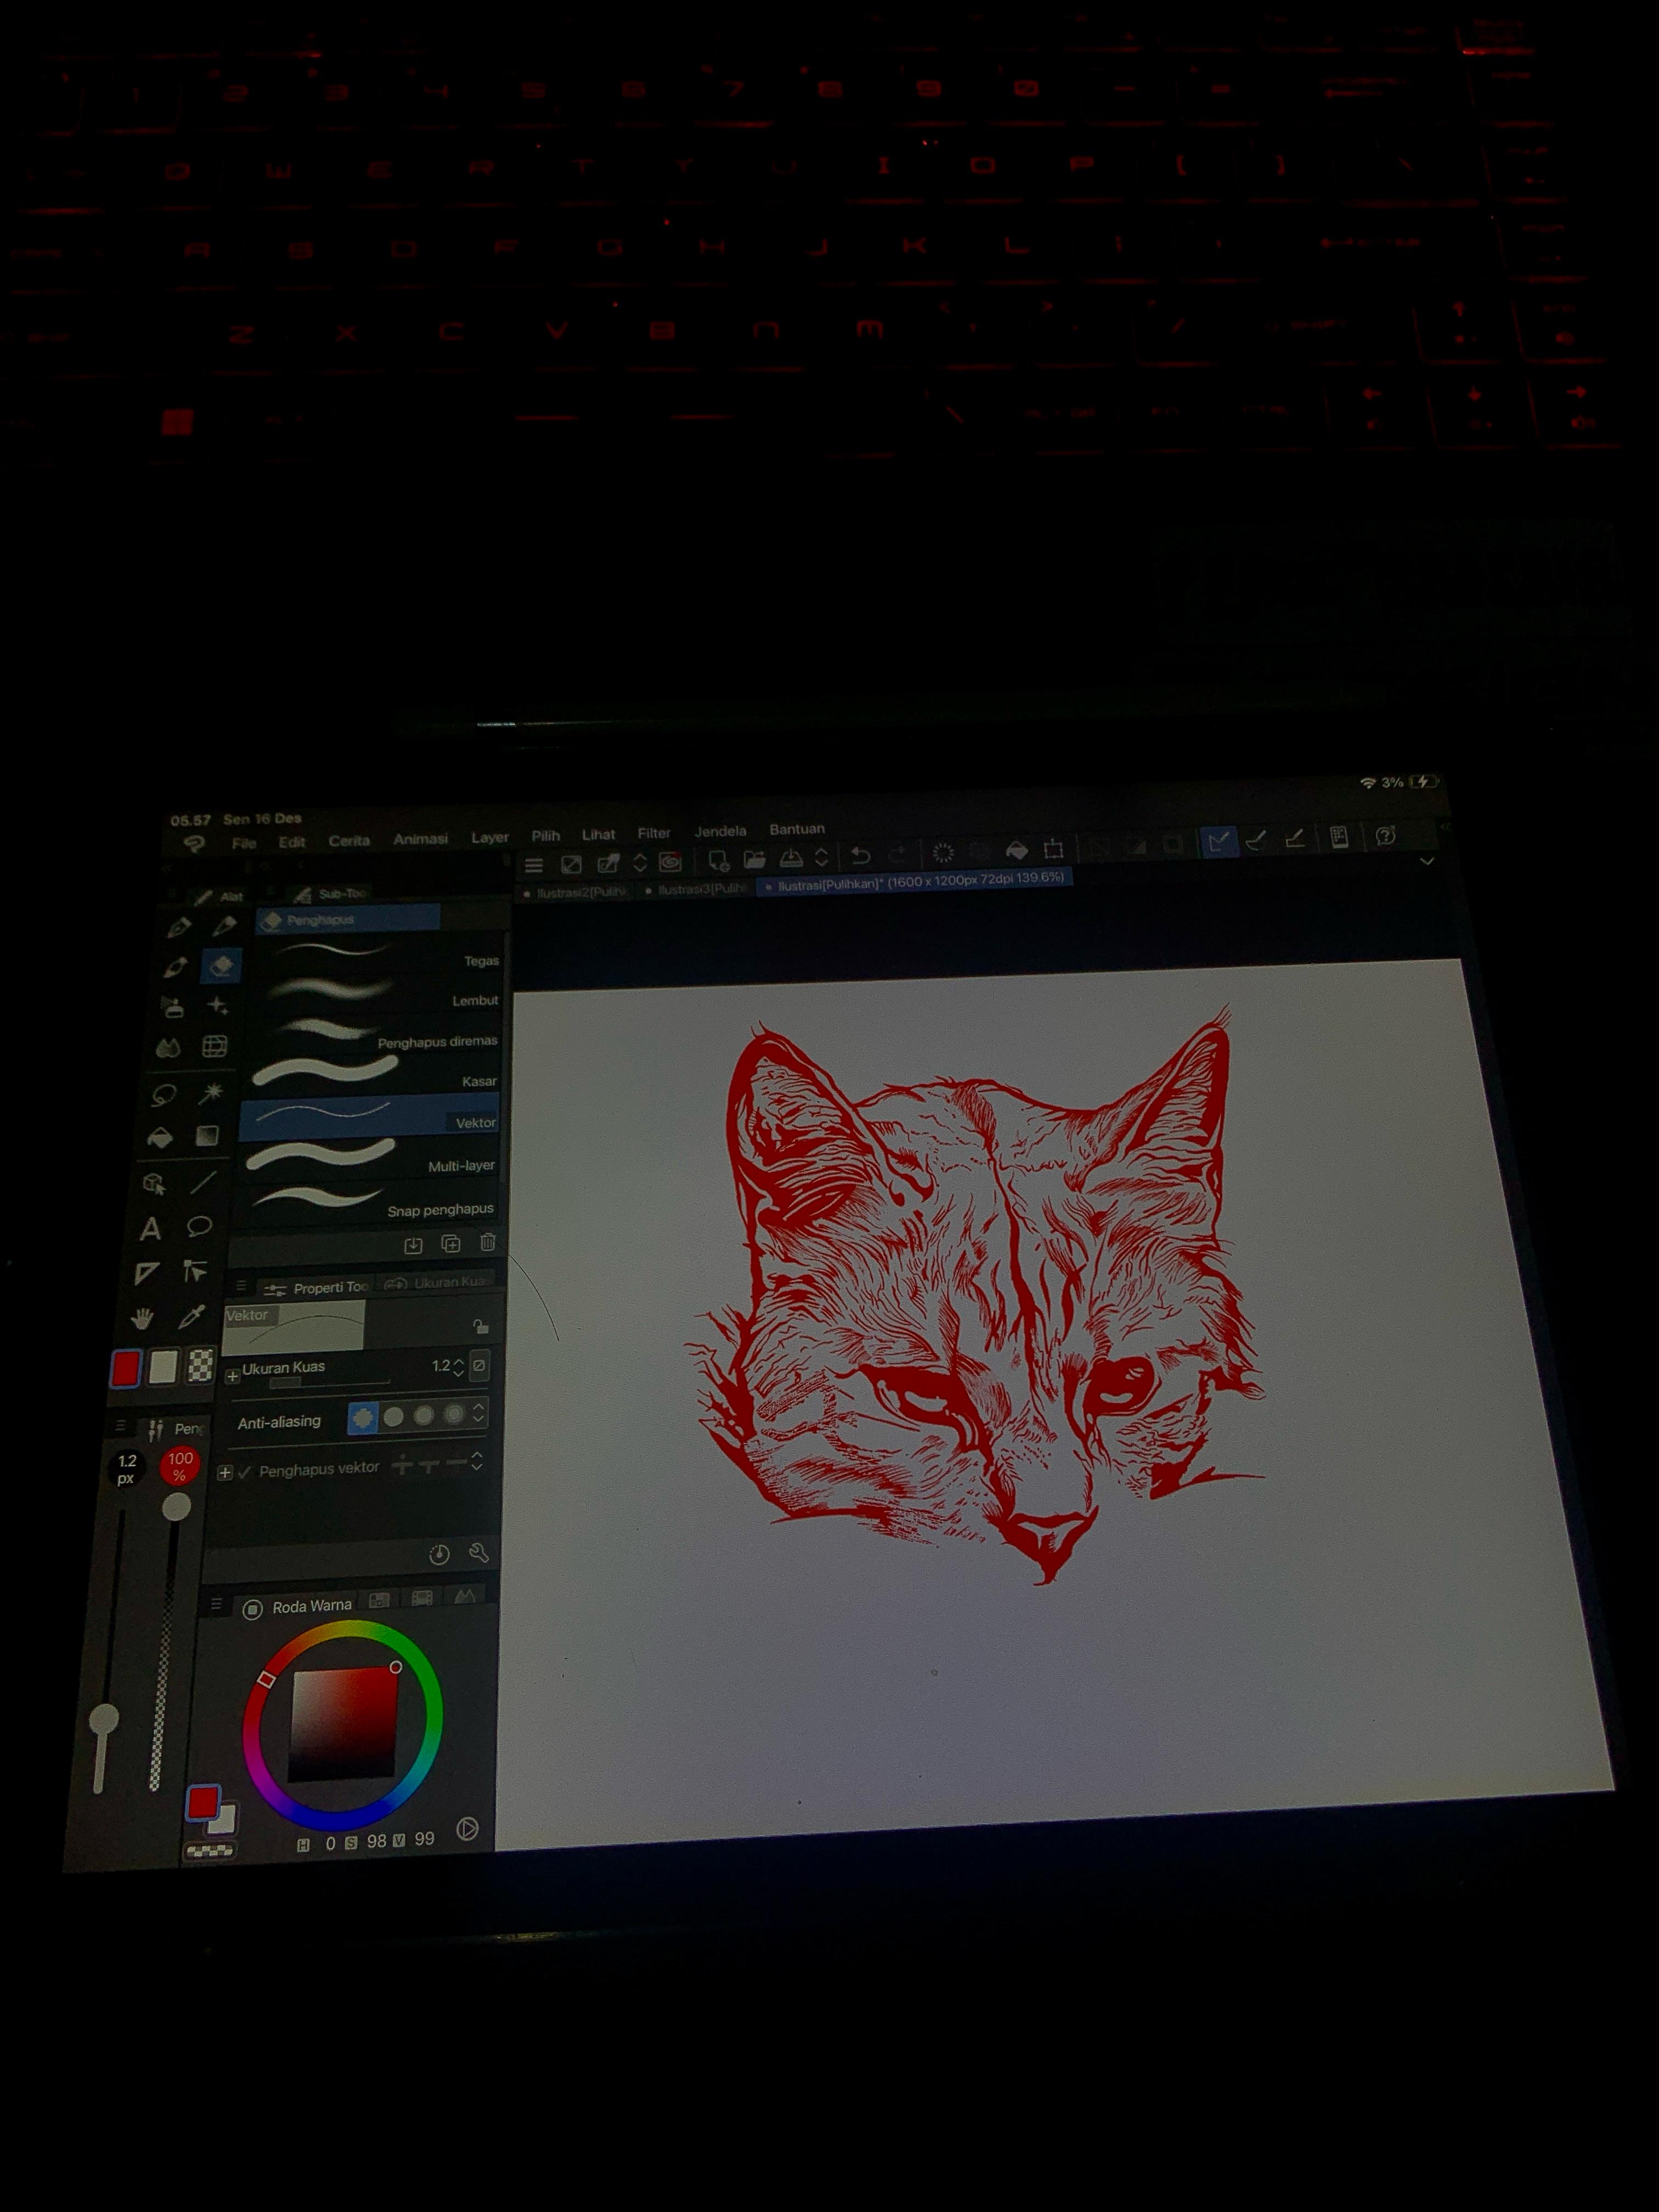 1 2 3 4 5 6 7 8 9 0 - =
Q W E R T Y U I O P [ ] \
A S D F G H J K L ;
Z X C V B N M , . / SHIFT
\
3%
05.57 Sen 16 Des
File Edit Cerita Animasi Layer Pilih Lihat Filter Jendela Bantuan
Alat Sub-Too
Ilustrasi2[Pulih Ilustrasi3[Pulih Ilustrasi[Pulihkan]* (1600 x 1200px 72dpi 139.6%)
Penghapus
Tegas
Lembut
Penghapus diremas
Kasar
Vektor
Multi-layer
Snap penghapus
A
Properti Too Ukuran Kua
Vektor
Ukuran Kuas 1.2
Anti-aliasing
Peng
1.2 px
100 %
Penghapus vektor
Roda Warna
H 0 S 98 V 99